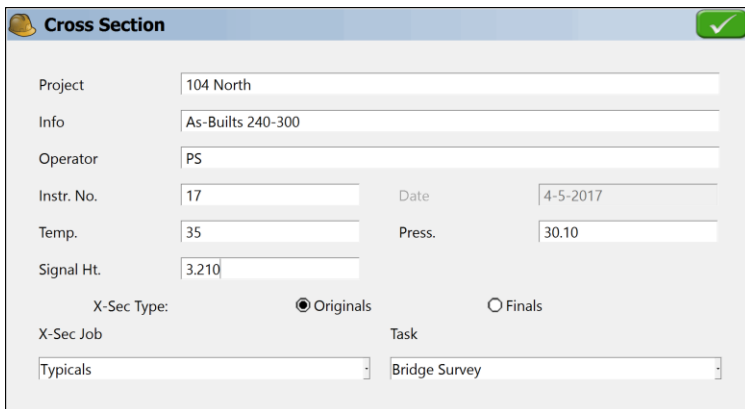 Cross Section
Project 104 North
Info As-Builts 240-300
Operator PS
Instr. No. 17 Date 4-5-2017
Temp. 35 Press. 30.10
Signal Ht. 3.210
X-Sec Type: Originals Finals
X-Sec Job Task
Typicals Bridge Survey